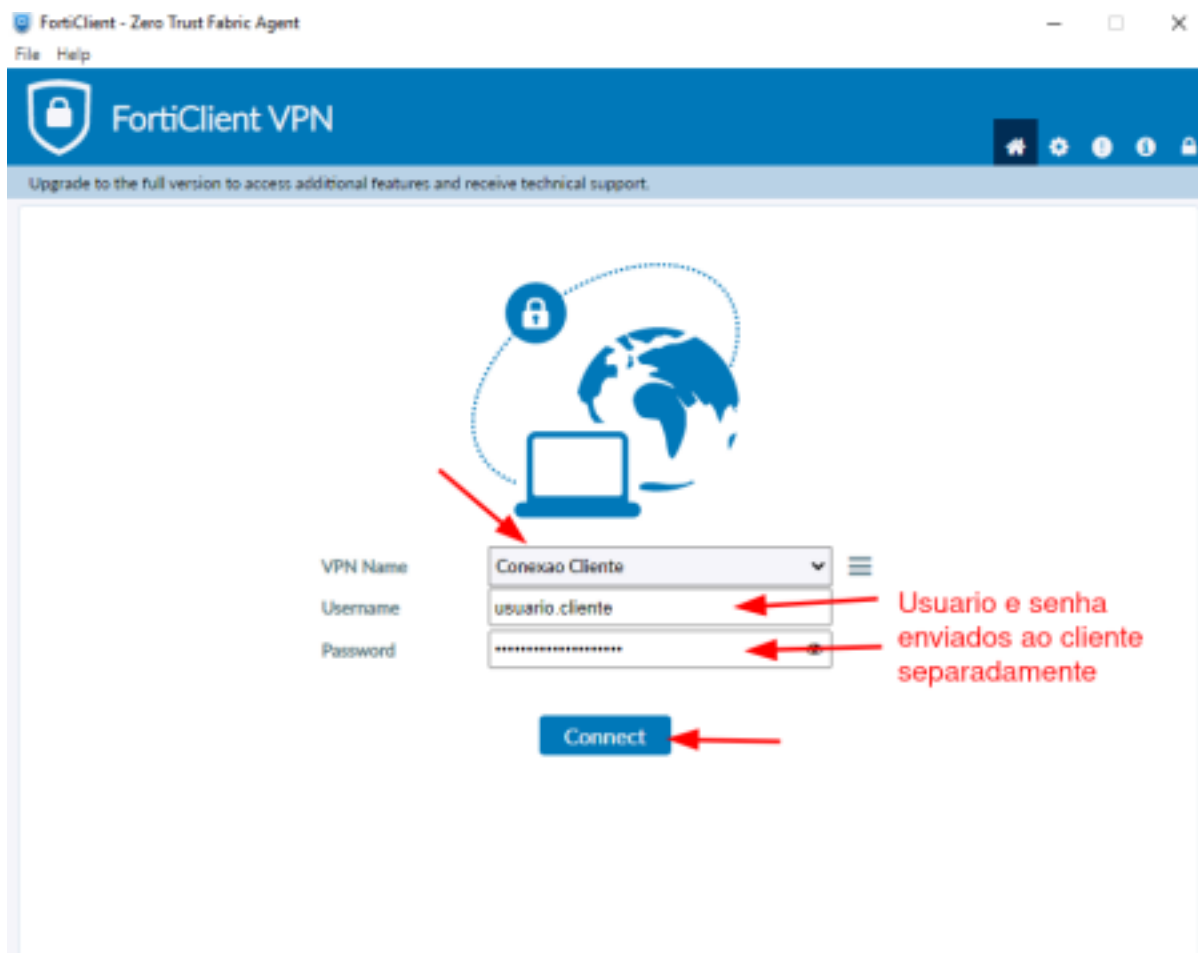 FortiClient - Zero Trust Fabric Agent
File Help
FortiClient VPN
Upgrade to the full version to access additional features and receive technical support.
VPN Name
Conexao Cliente
Username
usuario.cliente
Password
Usuario e senha
enviados ao cliente
separadamente
Connect